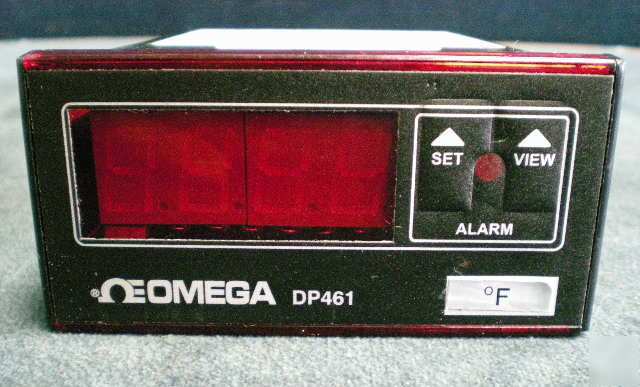 SET VIEW
ALARM
®OMEGA DP461
°F